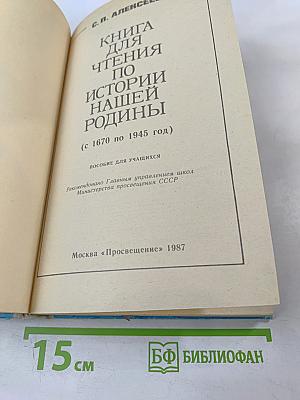 С. П. АЛЕКСЕЕ
КНИГА
ДЛЯ
ЧТЕНИЯ
ПО
ИСТОРИИ
НАШЕЙ
РОДИНЫ
(с 1670 по 1945 год)
ПОСОБИЕ ДЛЯ УЧАЩИХСЯ
Рекомендовано Главным управлением школ
Министерства просвещения СССР
Москва «Просвещение» 1987
15 см
БФ БИБЛИОФАН